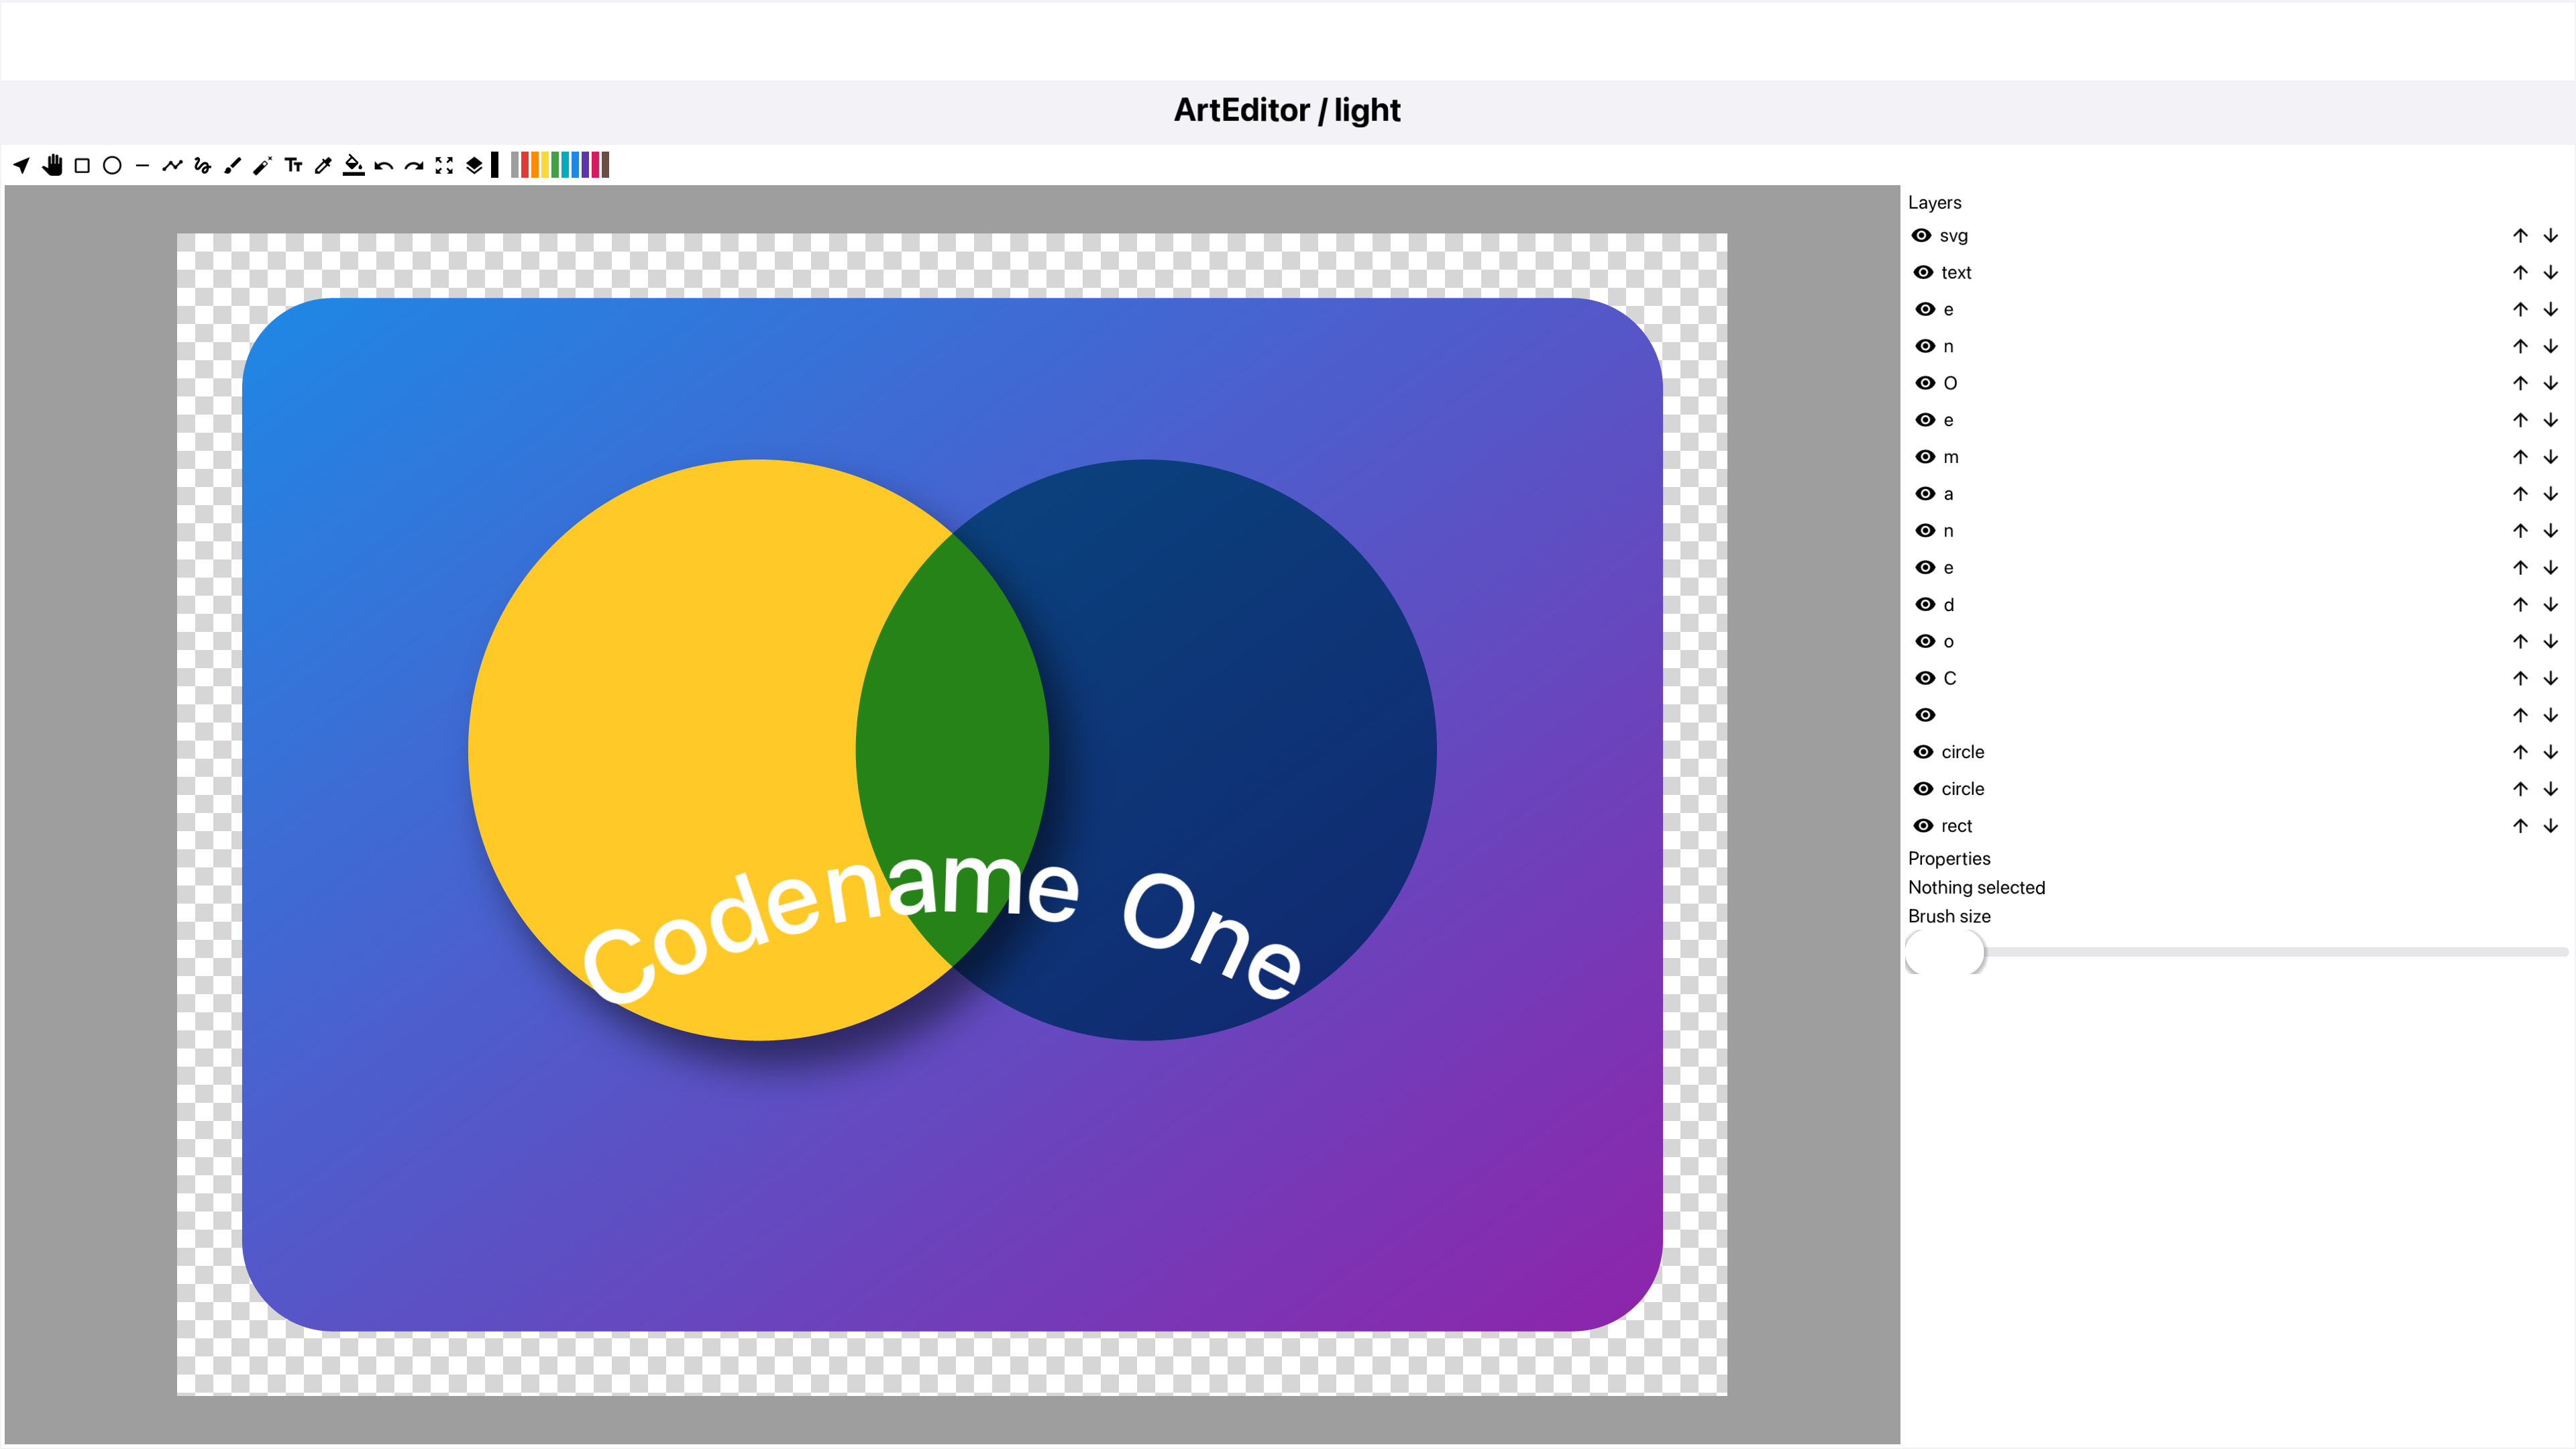 ArtEditor / light
Layers
svg
text
e
n
O
e
m
a
n
e
d
o
C
circle
circle
rect
Properties
Nothing selected
Brush size
Codename One